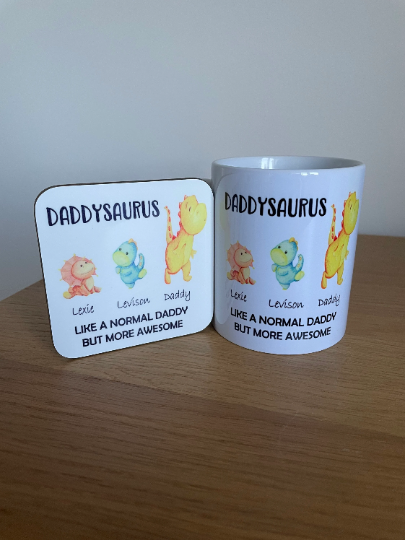 DADDYSAURUS
Lexie Levison Daddy
LIKE A NORMAL DADDY
BUT MORE AWESOME
DADDYSAURUS
Lexie Levison Daddy
LIKE A NORMAL DADDY
BUT MORE AWESOME